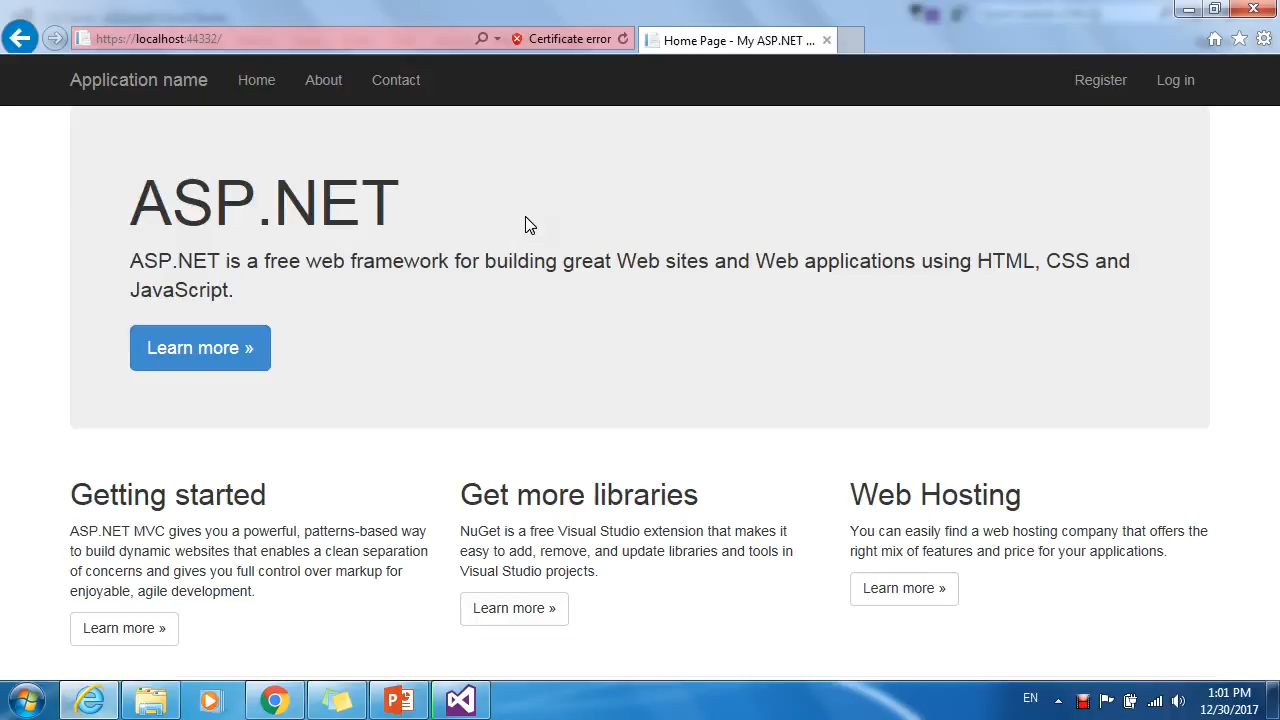 https://localhost:44332/
Certificate error
Home Page - My ASP.NET ...
Application name
Home
About
Contact
Register
Log in
ASP.NET
ASP.NET is a free web framework for building great Web sites and Web applications using HTML, CSS and
JavaScript.
Learn more »
Getting started
ASP.NET MVC gives you a powerful, patterns-based way
to build dynamic websites that enables a clean separation
of concerns and gives you full control over markup for
enjoyable, agile development.
Learn more »
Get more libraries
NuGet is a free Visual Studio extension that makes it
easy to add, remove, and update libraries and tools in
Visual Studio projects.
Learn more »
Web Hosting
You can easily find a web hosting company that offers the
right mix of features and price for your applications.
Learn more »
EN
1:01 PM
12/30/2017